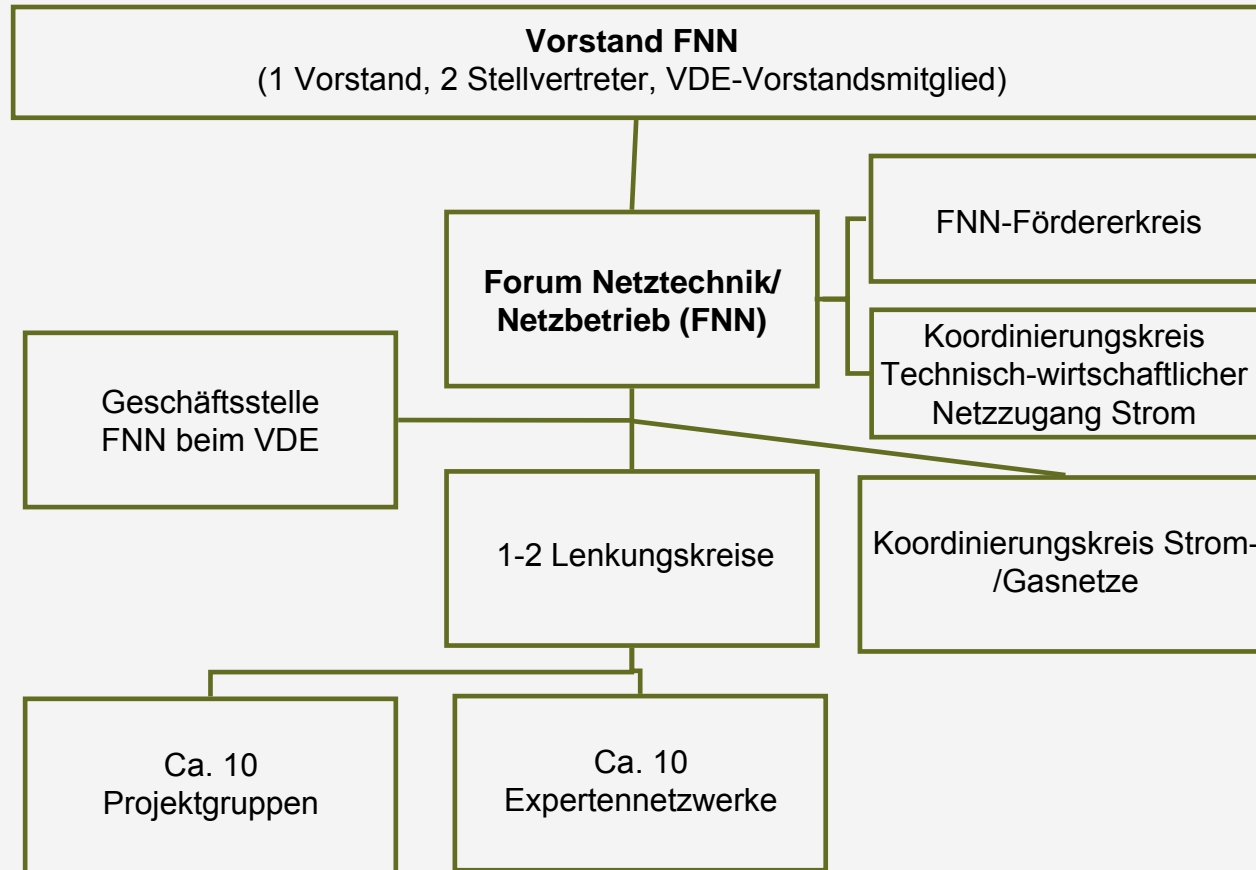 Vorstand FNN
(1 Vorstand, 2 Stellvertreter, VDE-Vorstandsmitglied)
FNN-Fördererkreis
Forum Netztechnik/
Netzbetrieb (FNN)
Koordinierungskreis
Technisch-wirtschaftlicher
Netzzugang Strom
Geschäftsstelle
FNN beim VDE
1-2 Lenkungskreise
Koordinierungskreis Strom-
/Gasnetze
Ca. 10
Projektgruppen
Ca. 10
Expertennetzwerke